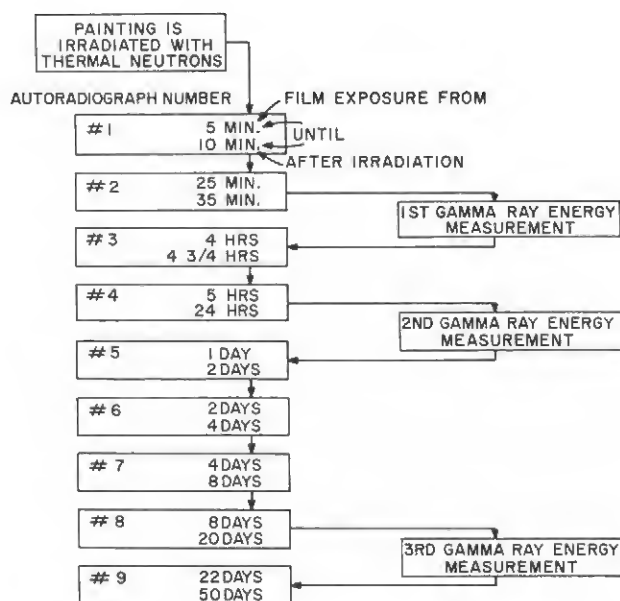 PAINTING IS
IRRADIATED WITH
THERMAL NEUTRONS
AUTORADIOGRAPH NUMBER
FILM EXPOSURE FROM
#1 5 MIN.
UNTIL
10 MIN.
AFTER IRRADIATION
#2 25 MIN.
35 MIN.
1ST GAMMA RAY ENERGY
MEASUREMENT
#3 4 HRS
4 3/4 HRS
#4 5 HRS
24 HRS
2ND GAMMA RAY ENERGY
MEASUREMENT
#5 1 DAY
2 DAYS
#6 2 DAYS
4 DAYS
#7 4 DAYS
8 DAYS
#8 8 DAYS
20 DAYS
3RD GAMMA RAY ENERGY
MEASUREMENT
#9 22 DAYS
50 DAYS